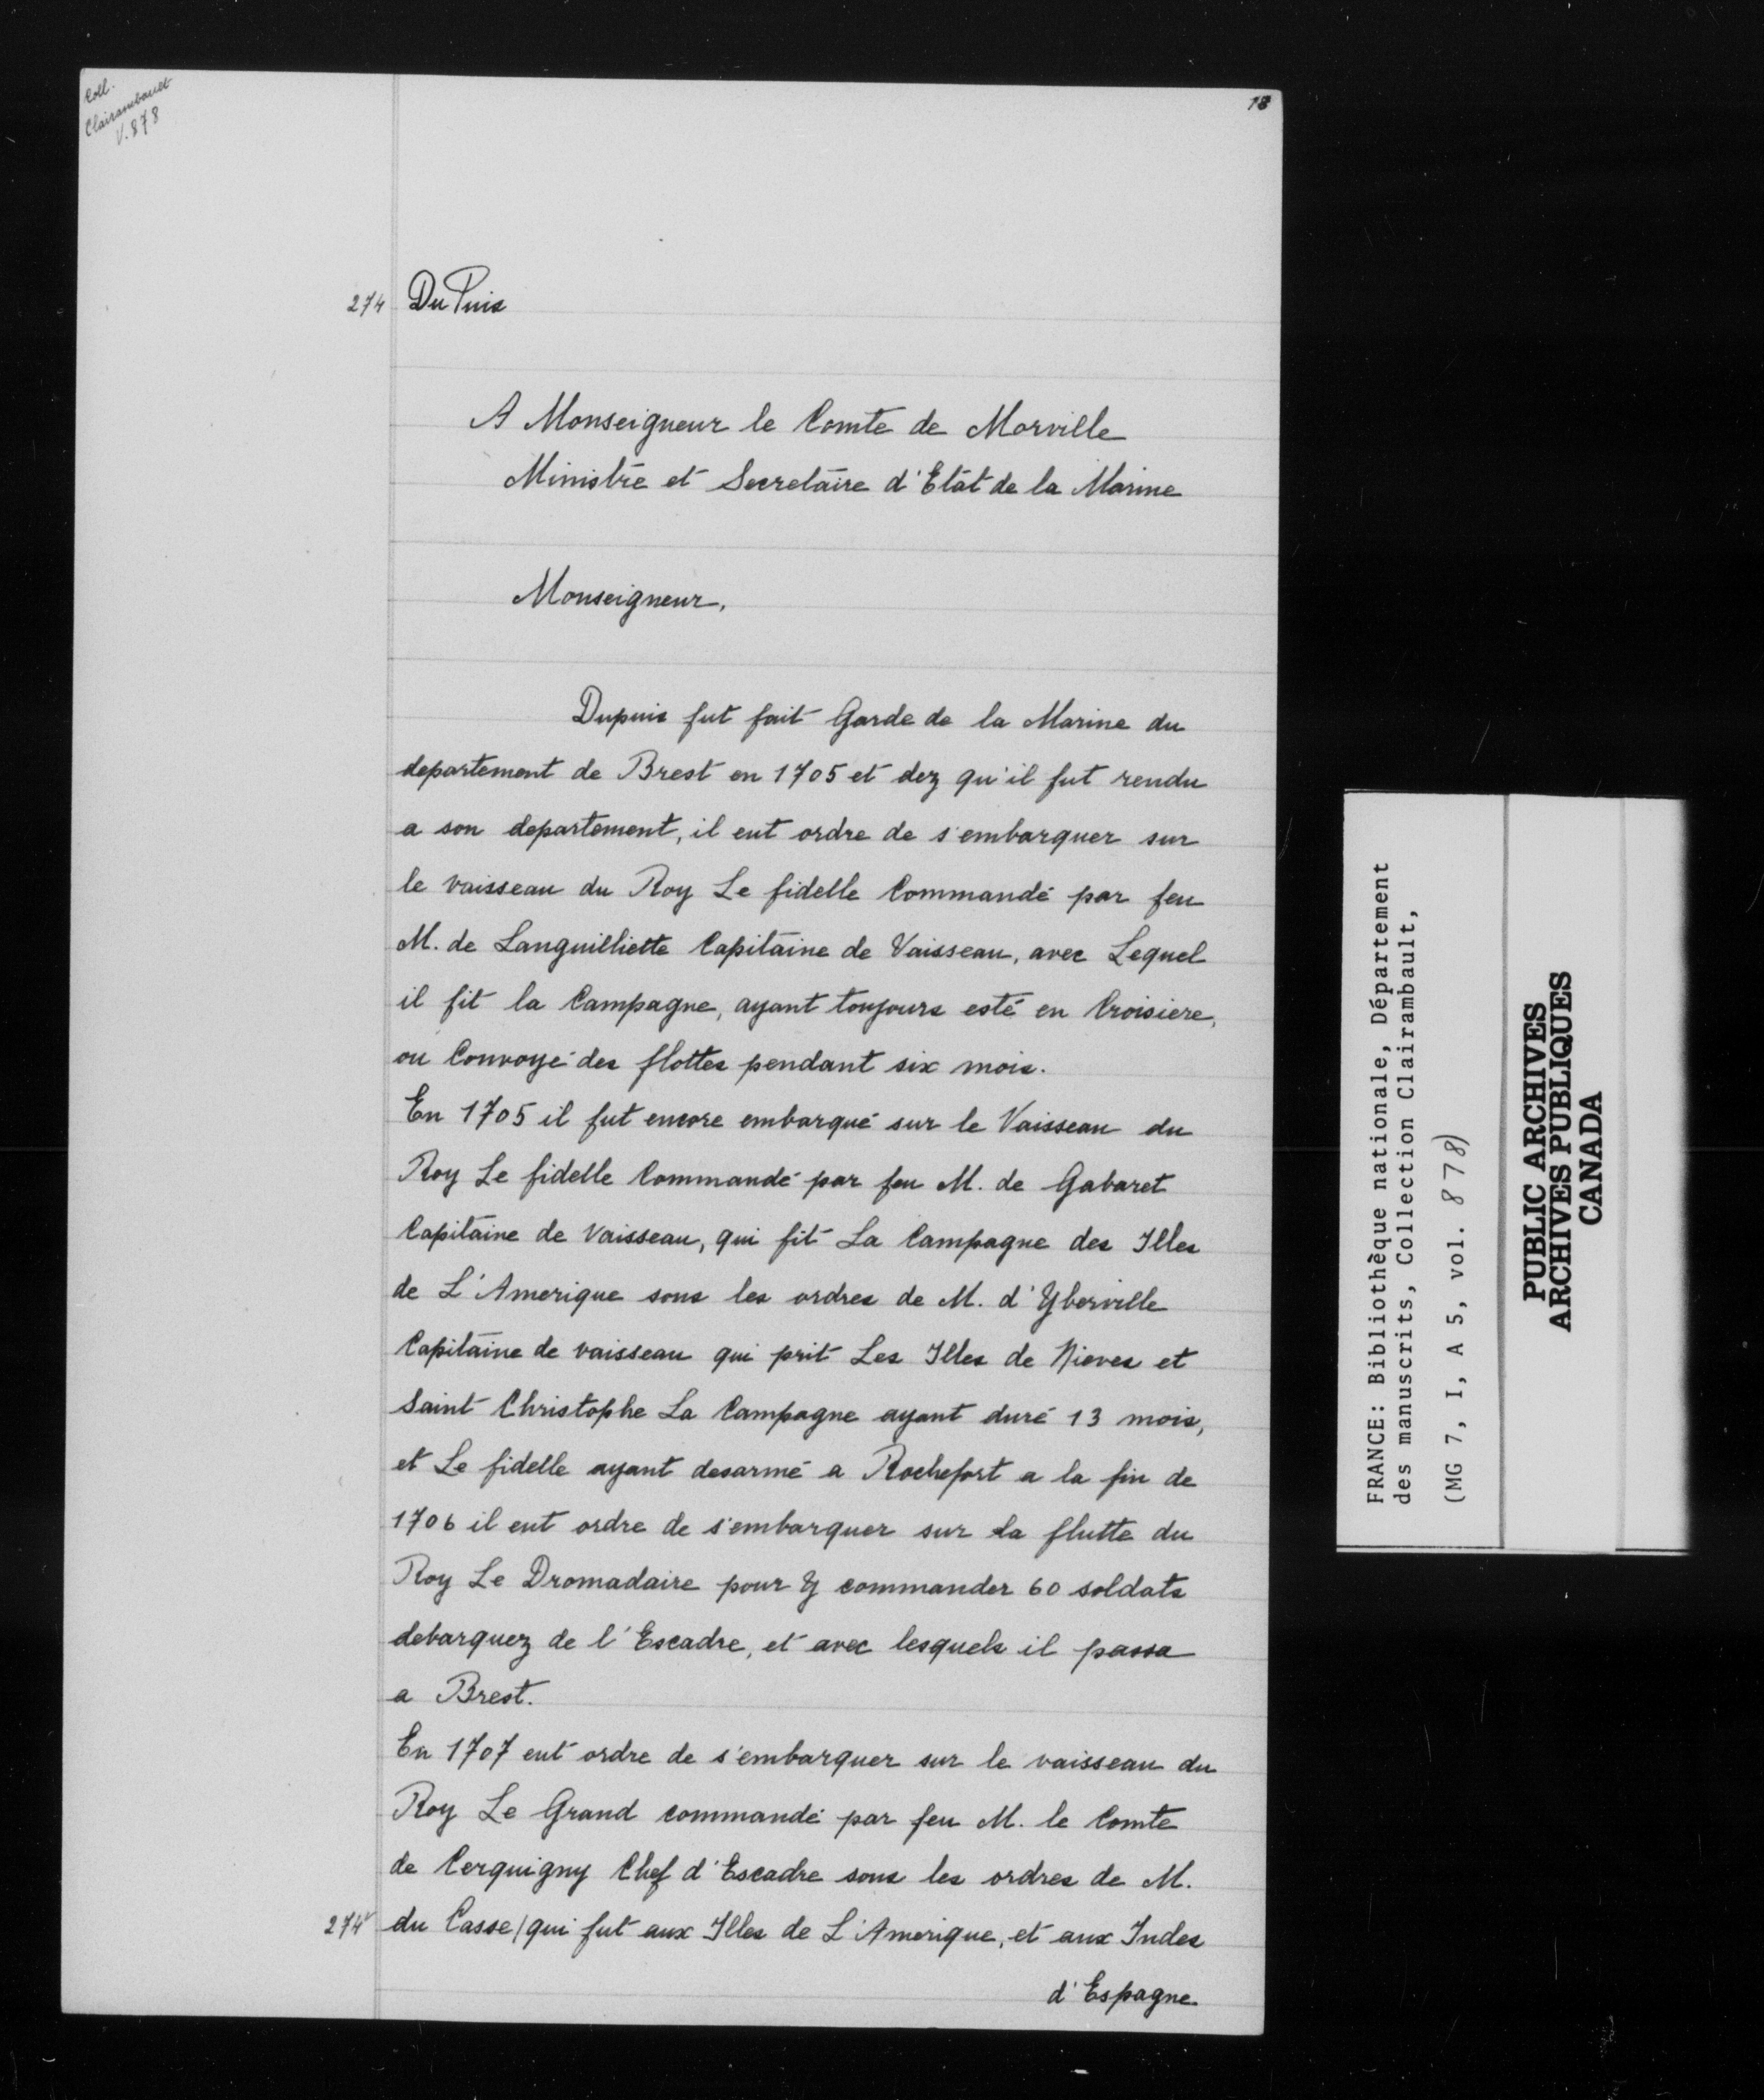 Coll.
Clairambault
V. 878
18
274 Du Puis
A Monseigneur le Comte de Morville
Ministre et Secretaire d'Etat de la Marine
Monseigneur,
Dupuis fut fait Garde de la Marine du
departement de Brest en 1705 et dez qu'il fut rendu
a son departement, il eut ordre de s'embarquer sur
le vaisseau du Roy Le fidelle Commandé par feu
M. de Languilliette Capitaine de Vaisseau, avec Lequel
il fit la Campagne, ayant toujours esté en Croisiere,
ou Convoyé des flottes pendant six mois.
En 1705 il fut encore embarqué sur le Vaisseau du
Roy Le fidelle Commandé par feu M. de Gabaret
Capitaine de Vaisseau, qui fit La Campagne des Illes
de L'Amerique sous les ordres de M. d'Yberville
Capitaine de vaisseau qui prit Les Illes de Nieves et
Saint Christophe La Campagne ayant duré 13 mois,
et Le fidelle ayant desarmé a Rochefort a la fin de
1706 il eut ordre de s'embarquer sur la flutte du
Roy Le Dromadaire pour Y commander 60 soldats
debarquez de l'Escadre, et avec lesquels il passa
a Brest.
En 1707 eut ordre de s'embarquer sur le vaisseau du
Roy Le Grand commandé par feu M. le Comte
de Cerquigny Chef d'Escadre sous les ordres de M.
274v du Casse/qui fut aux Illes de L'Amerique, et aux Indes
d'Espagne
FRANCE: Bibliothèque nationale, Département
des manuscrits, Collection Clairambault,
(MG 7, I, A 5, vol. 878)
PUBLIC ARCHIVES
ARCHIVES PUBLIQUES
CANADA